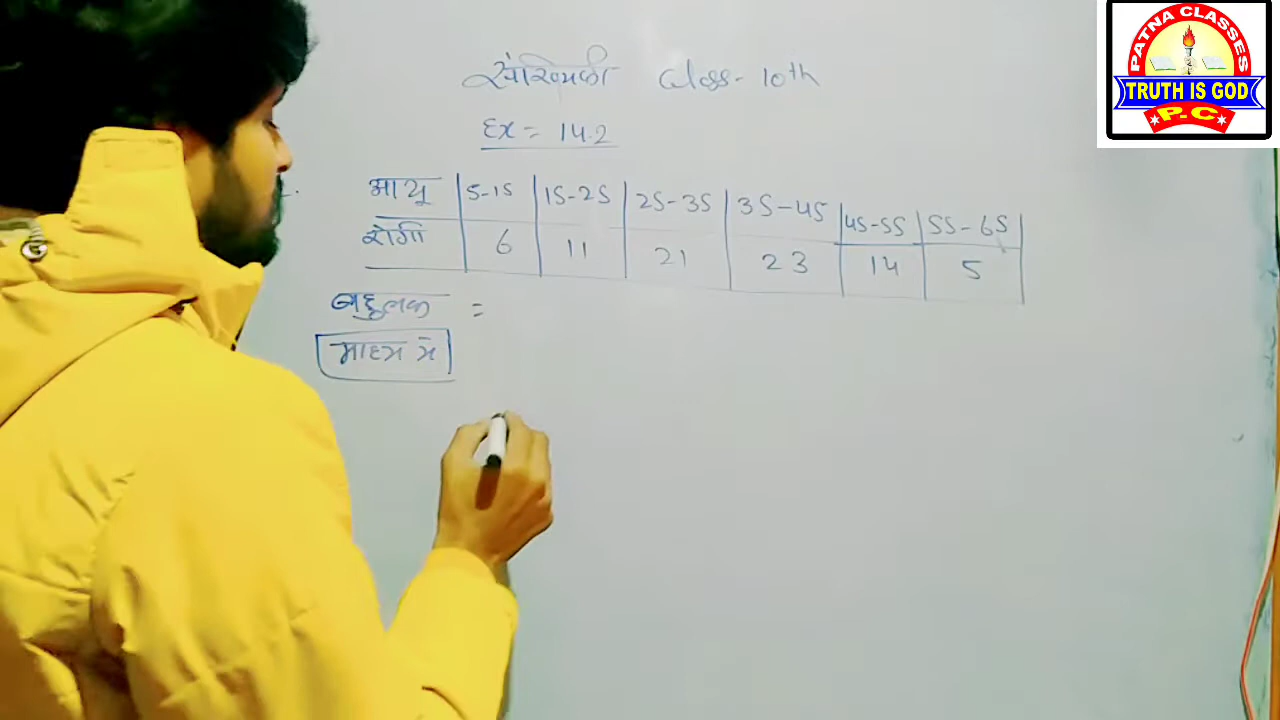 सांख्यिकी Class- 10th
Ex = 14.2
आयू 5-15 15-25 25-35 35-45 45-55 55-65
रोगी 6 11 21 23 14 5
बहुलक =
माध्य x̄
PATNA CLASSES
TRUTH IS GOD
P.C